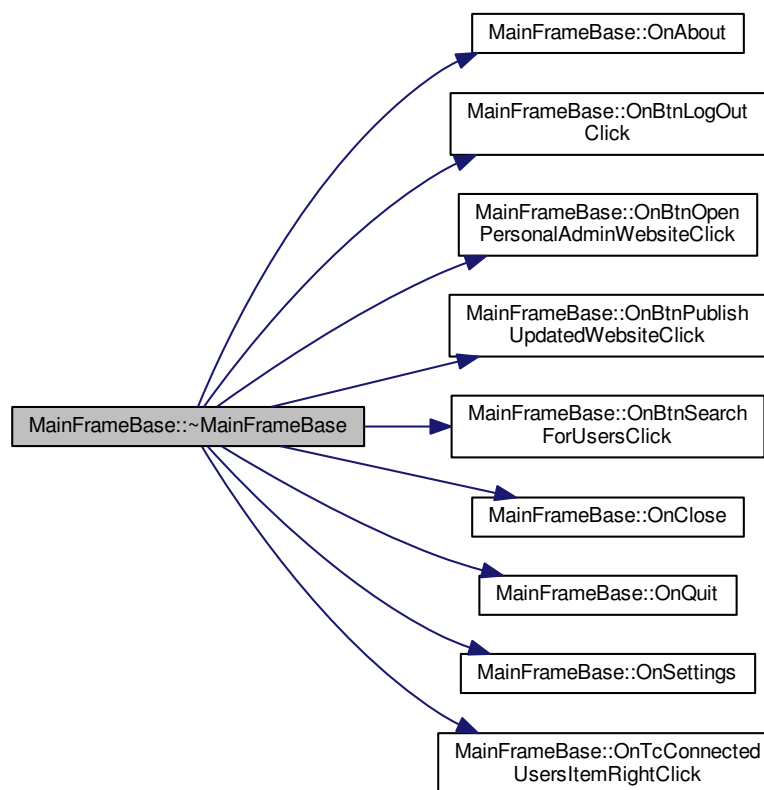 MainFrameBase::OnAbout
MainFrameBase::OnBtnLogOut
Click
MainFrameBase::OnBtnOpen
PersonalAdminWebsiteClick
MainFrameBase::OnBtnPublish
UpdatedWebsiteClick
MainFrameBase::~MainFrameBase
MainFrameBase::OnBtnSearch
ForUsersClick
MainFrameBase::OnClose
MainFrameBase::OnQuit
MainFrameBase::OnSettings
MainFrameBase::OnTcConnected
UsersItemRightClick